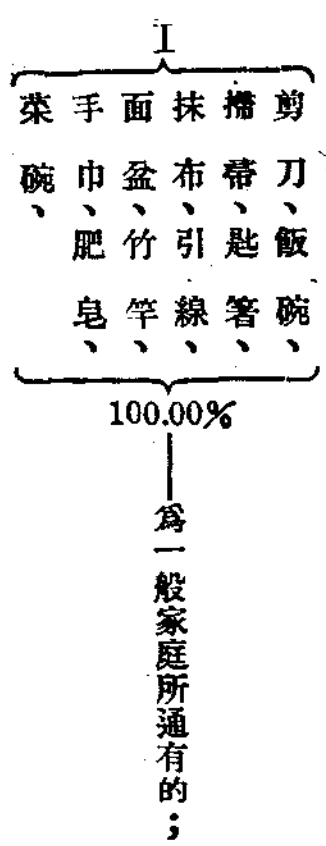 I
剪刀、飯碗、
掃帚、匙箸、
抹布、引線、
面盆、竹竿、
手巾、肥皂、
菜碗、
100.00%
爲一般家庭所通有的；